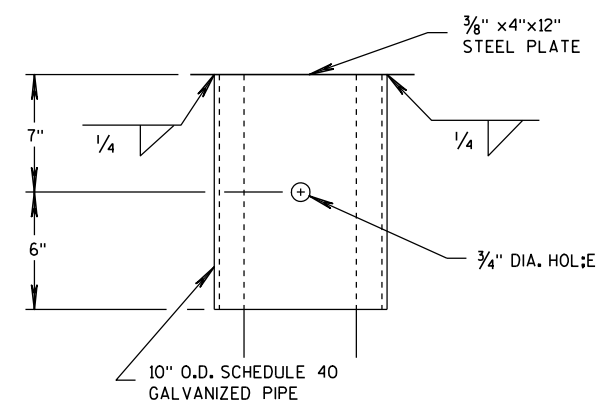 ⅜" x4"x12"
STEEL PLATE
7"
¼
¼
6"
¾" DIA. HOL;E
10" O.D. SCHEDULE 40
GALVANIZED PIPE